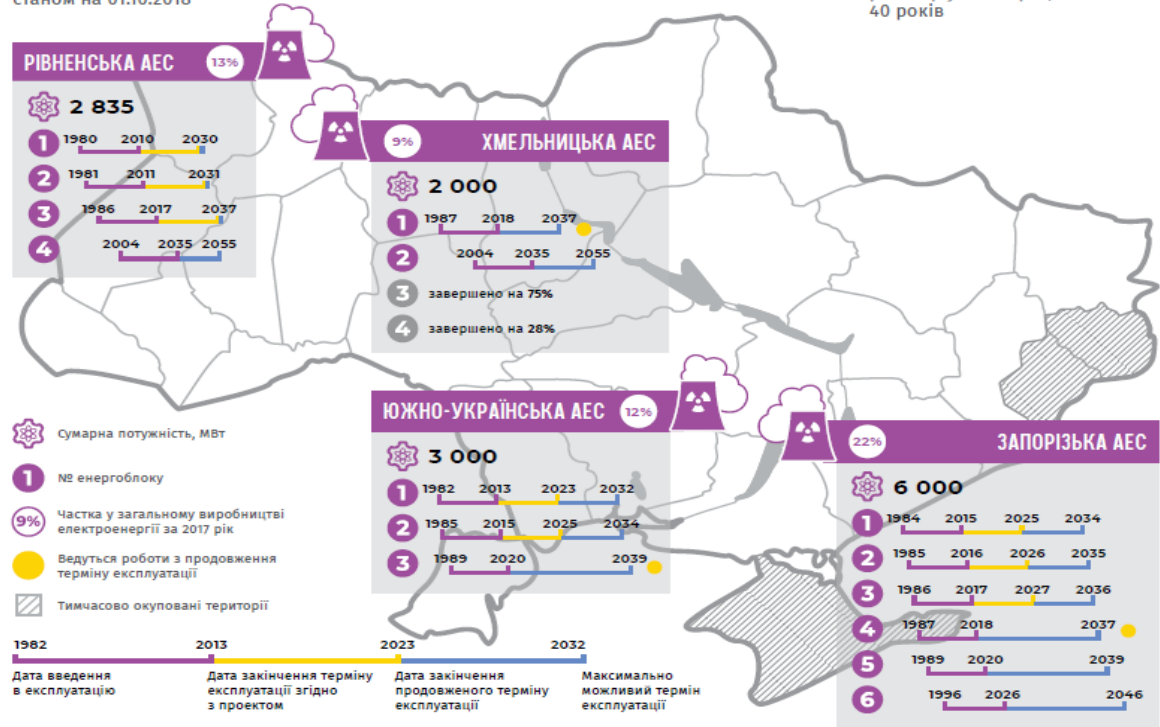 станом на 01.10.2018
40 років
РІВНЕНСЬКА АЕС 13%
2 835
1 1980 2010 2030
2 1981 2011 2031
3 1986 2017 2037
4 2004 2035 2055
9% ХМЕЛЬНИЦЬКА АЕС
2 000
1 1987 2018 2037
2 2004 2035 2055
3 завершено на 75%
4 завершено на 28%
ЮЖНО-УКРАЇНСЬКА АЕС 12%
3 000
1 1982 2013 2023 2032
2 1985 2015 2025 2034
3 1989 2020 2039
22% ЗАПОРІЗЬКА АЕС
6 000
1 1984 2015 2025 2034
2 1985 2016 2026 2035
3 1986 2017 2027 2036
4 1987 2018 2037
5 1989 2020 2039
6 1996 2026 2046
Сумарна потужність, МВт
1 № енергоблоку
9% Частка у загальному виробництві
електроенергії за 2017 рік
Ведуться роботи з продовження
терміну експлуатації
Тимчасово окуповані території
1982 2013 2023 2032
Дата введення
в експлуатацію
Дата закінчення терміну
експлуатації згідно
з проектом
Дата закінчення
продовженого терміну
експлуатації
Максимально
можливий термін
експлуатації